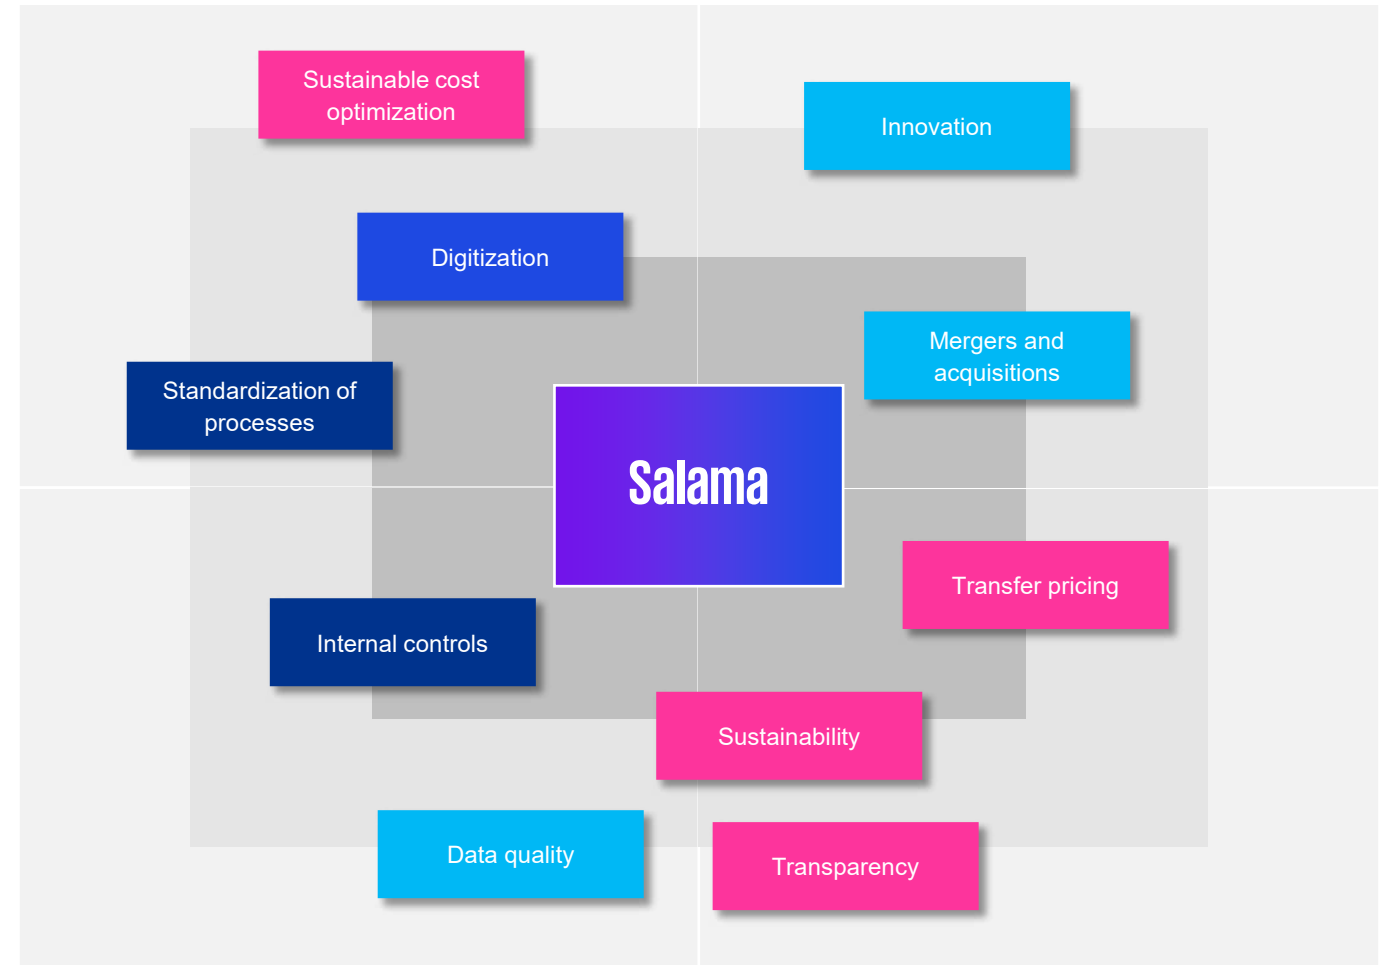 Sustainable cost
optimization
Innovation
Digitization
Mergers and
acquisitions
Standardization of
processes
Salama
Transfer pricing
Internal controls
Sustainability
Data quality
Transparency